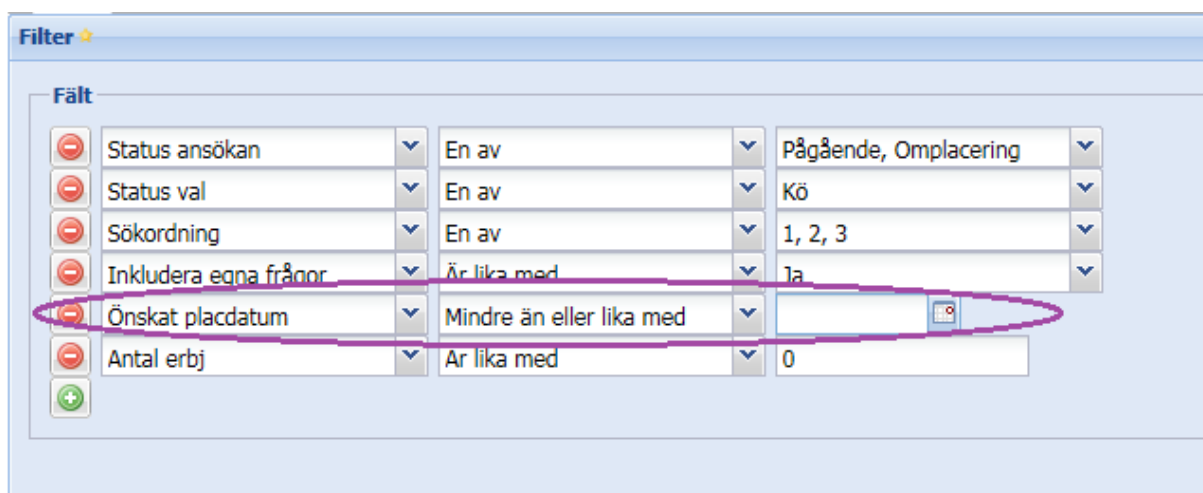 Filter
Fält
Status ansökan En av Pågående, Omplacering
Status val En av Kö
Sökordning En av 1, 2, 3
Inkludera egna frågor Är lika med Ja
Önskat placdatum Mindre än eller lika med
Antal erbj Är lika med 0